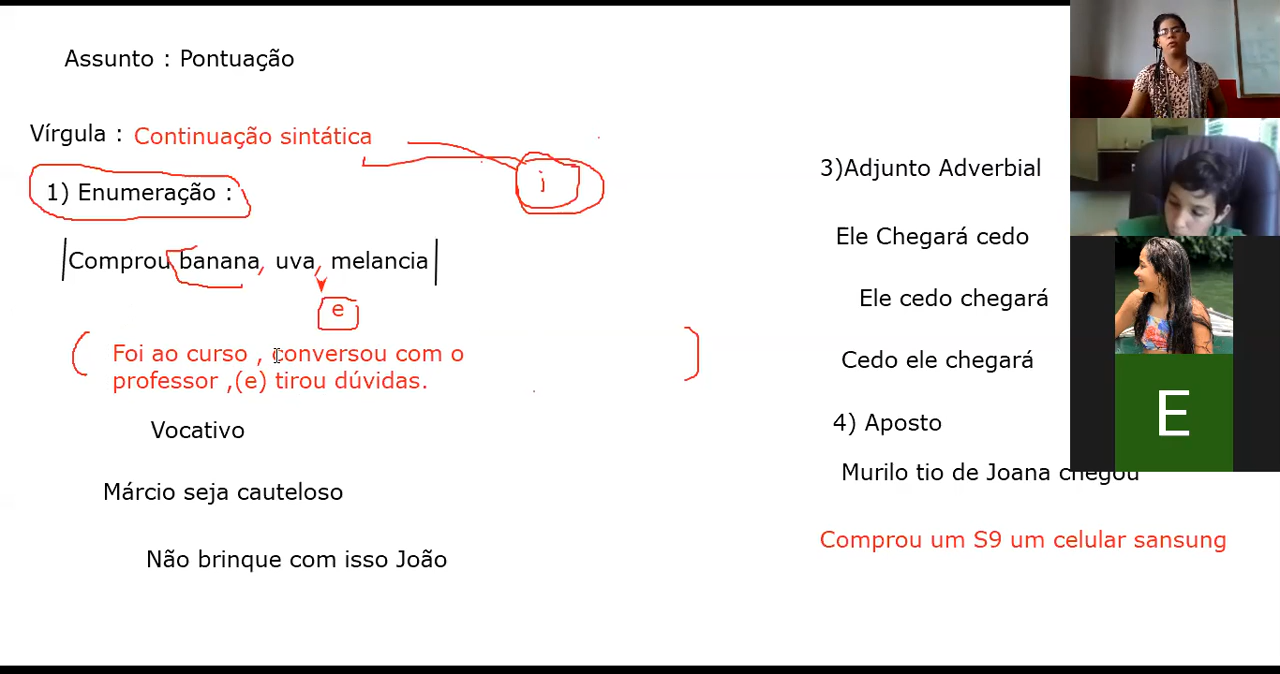 Assunto : Pontuação
Vírgula : Continuação sintática
1) Enumeração :
Comprou banana, uva, melancia
e
Foi ao curso , conversou com o
professor ,(e) tirou dúvidas.
Vocativo
Márcio seja cauteloso
Não brinque com isso João
3)Adjunto Adverbial
Ele Chegará cedo
Ele cedo chegará
Cedo ele chegará
4) Aposto
Murilo tio de Joana chegou
Comprou um S9 um celular sansung
E